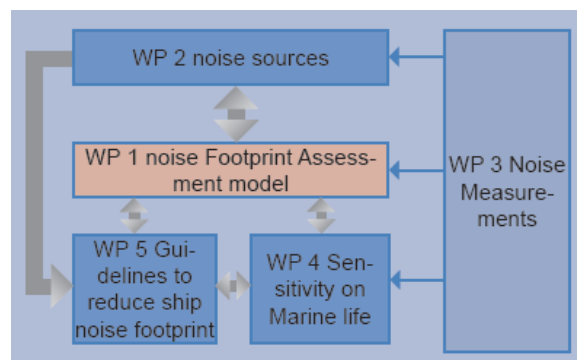 WP 2 noise sources
WP 1 noise Footprint Assess-
ment model
WP 3 Noise
Measure-
ments
WP 5 Gui-
delines to
reduce ship
noise footprint
WP 4 Sen-
sitivity on
Marine life